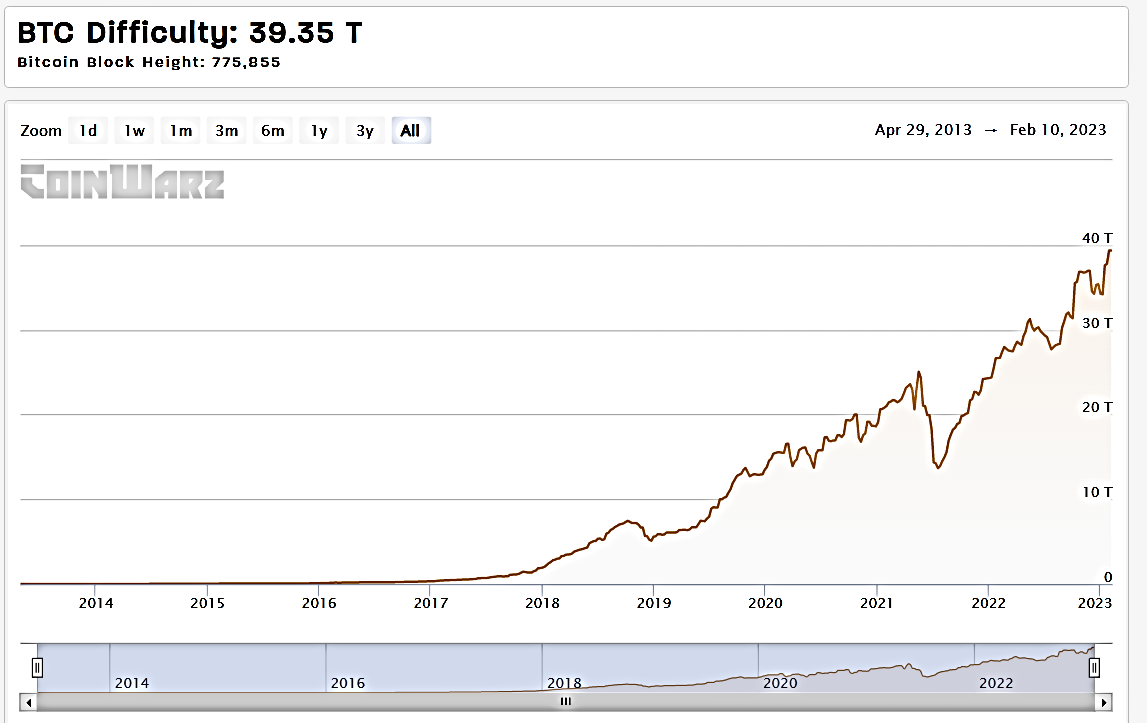 BTC Difficulty: 39.35 T
Bitcoin Block Height: 775,855
Zoom 1d 1w 1m 3m 6m 1y 3y All Apr 29, 2013 → Feb 10, 2023
COINWARZ
40 T
30 T
20 T
10 T
0
2014 2015 2016 2017 2018 2019 2020 2021 2022 2023
2014 2016 2018 2020 2022